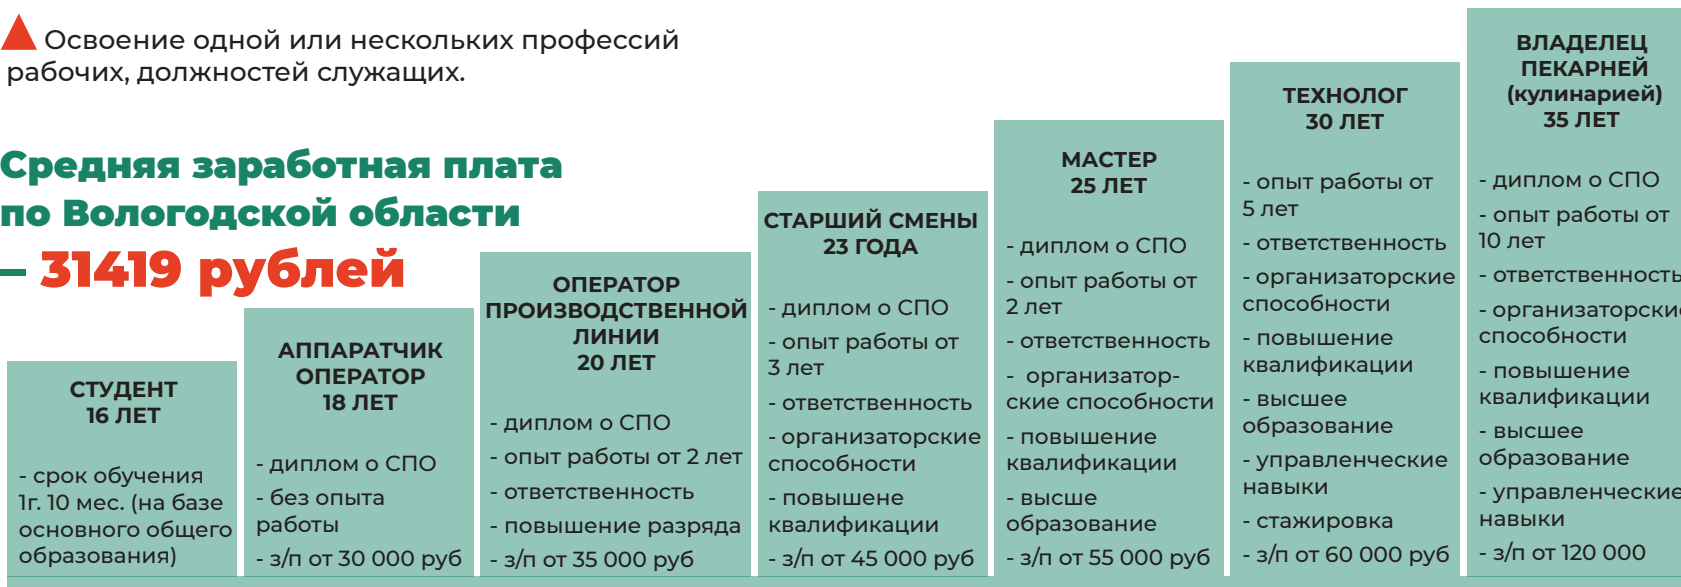 Освоение одной или нескольких профессий
рабочих, должностей служащих.
Средняя заработная плата
по Вологодской области
– 31419 рублей
СТУДЕНТ
16 ЛЕТ
- срок обучения
1г. 10 мес. (на базе
основного общего
образования)
АППАРАТЧИК
ОПЕРАТОР
18 ЛЕТ
- диплом о СПО
- без опыта
работы
- з/п от 30 000 руб
ОПЕРАТОР
ПРОИЗВОДСТВЕННОЙ
ЛИНИИ
20 ЛЕТ
- диплом о СПО
- опыт работы от 2 лет
- ответственность
- повышение разряда
- з/п от 35 000 руб
СТАРШИЙ СМЕНЫ
23 ГОДА
- диплом о СПО
- опыт работы от
3 лет
- ответственность
- организаторские
способности
- повышене
квалификации
- з/п от 45 000 руб
МАСТЕР
25 ЛЕТ
- диплом о СПО
- опыт работы от
2 лет
- ответственность
- организатор-
ские способности
- повышение
квалификации
- высше
образование
- з/п от 55 000 руб
ТЕХНОЛОГ
30 ЛЕТ
- опыт работы от
5 лет
- ответственность
- организаторские
способности
- повышение
квалификации
- высшее
образование
- управленческие
навыки
- стажировка
- з/п от 60 000 руб
ВЛАДЕЛЕЦ
ПЕКАРНЕЙ
(кулинарией)
35 ЛЕТ
- диплом о СПО
- опыт работы от
10 лет
- ответственность
- организаторские
способности
- повышение
квалификации
- высшее
образование
- управленческие
навыки
- з/п от 120 000